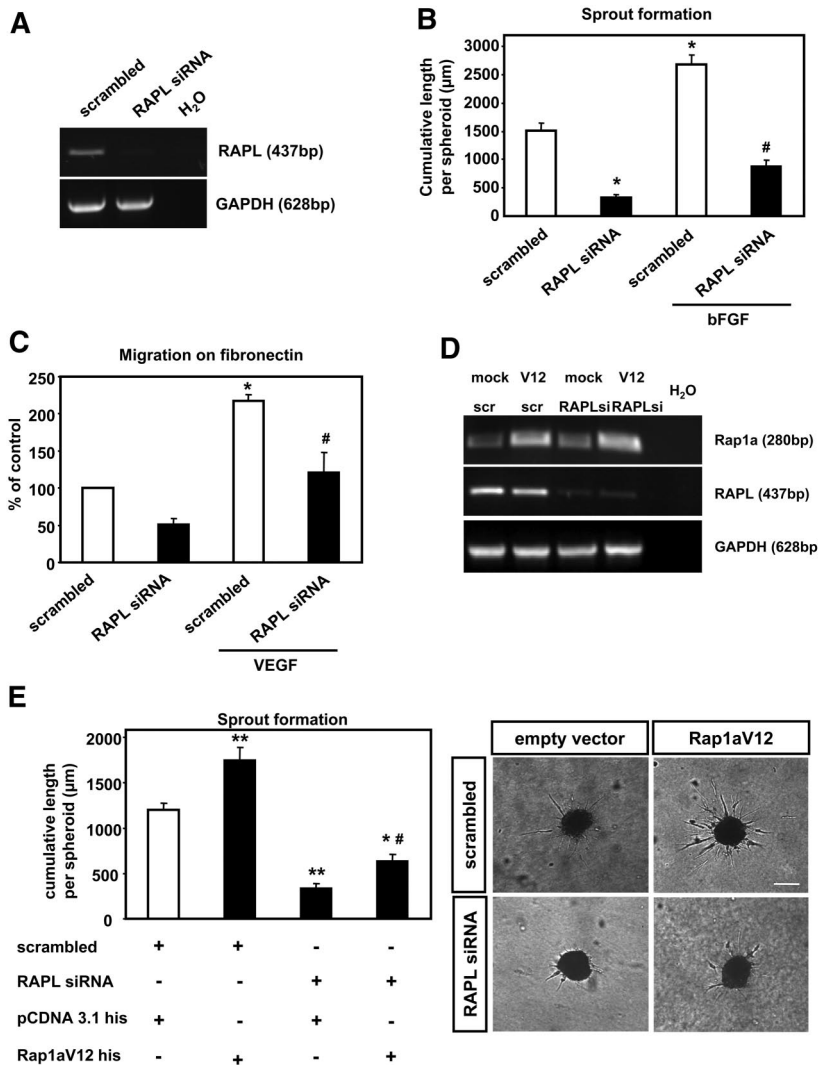 A
scrambled
RAPL siRNA
H2O
RAPL (437bp)
GAPDH (628bp)
B
Sprout formation
Cumulative length
per spheroid (µm)
3000
2500
2000
1500
1000
500
0
*
*
#
scrambled
RAPL siRNA
scrambled
RAPL siRNA
bFGF
C
Migration on fibronectin
% of control
250
200
150
100
50
0
*
#
scrambled
RAPL siRNA
scrambled
RAPL siRNA
VEGF
D
mock V12 mock V12
H2O
scr scr RAPLsi RAPLsi
Rap1a (280bp)
RAPL (437bp)
GAPDH (628bp
E
Sprout formation
cumulative length
per spheroid (µm)
2000
1500
1000
500
0
**
**
* #
scrambled + + - -
RAPL siRNA - - + +
pCDNA 3.1 his + - + -
Rap1aV12 his - + - +
empty vector
Rap1aV12
scrambled
RAPL siRNA